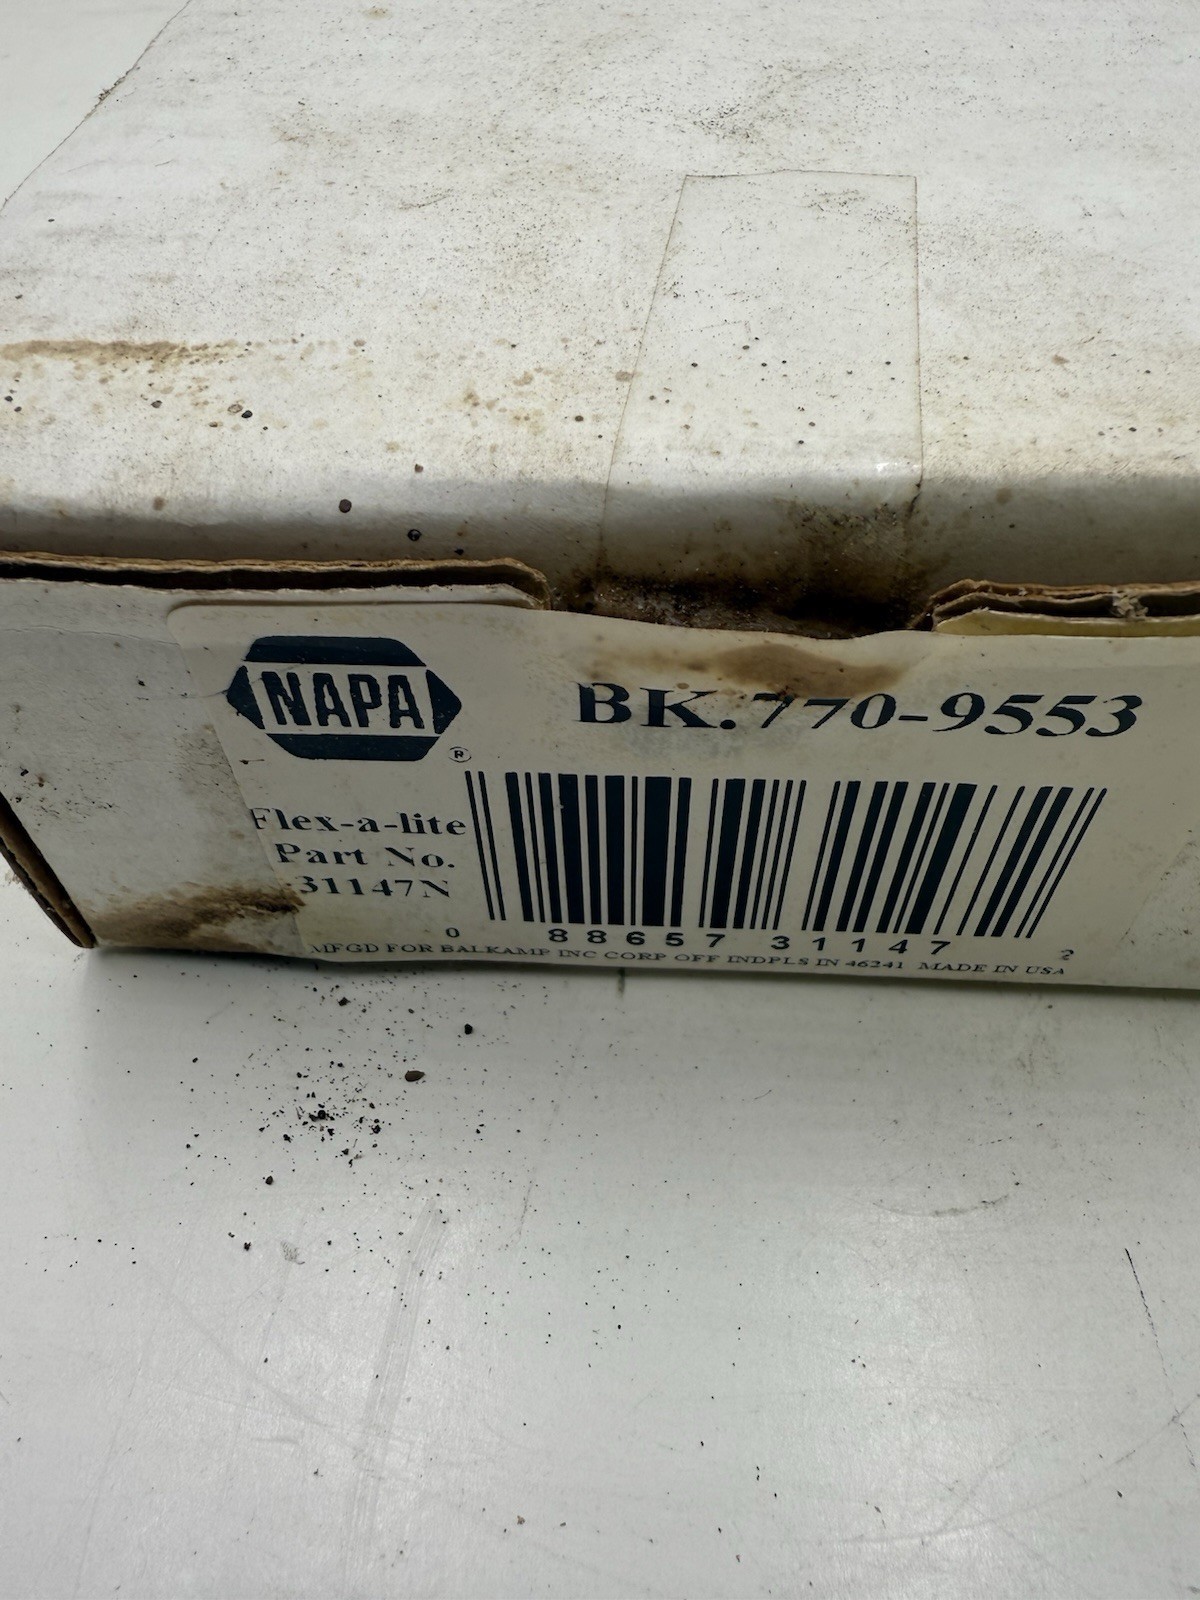 NAPA
®
BK.770-9553
Flex-a-lite
Part No.
31147N
0 88657 31147 2
MFGD FOR BALKAMP INC CORP OFF INDPLS IN 46241 MADE IN USA